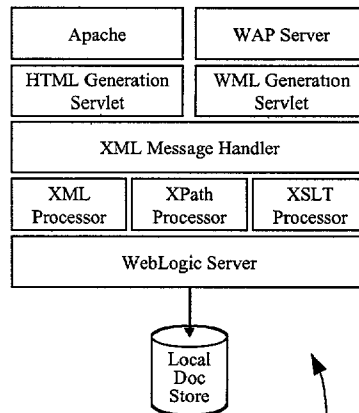 Apache
WAP Server
HTML Generation
Servlet
WML Generation
Servlet
XML Message Handler
XML
Processor
XPath
Processor
XSLT
Processor
WebLogic Server
Local
Doc
Store